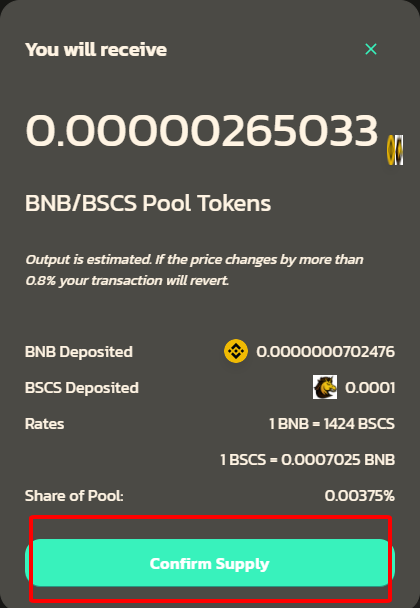 You will receive
0.00000265033
BNB/BSCS Pool Tokens
Output is estimated. If the price changes by more than
0.8% your transaction will revert.
BNB Deposited 0.0000000702476
BSCS Deposited 0.0001
Rates 1 BNB = 1424 BSCS
1 BSCS = 0.0007025 BNB
Share of Pool: 0.00375%
Confirm Supply